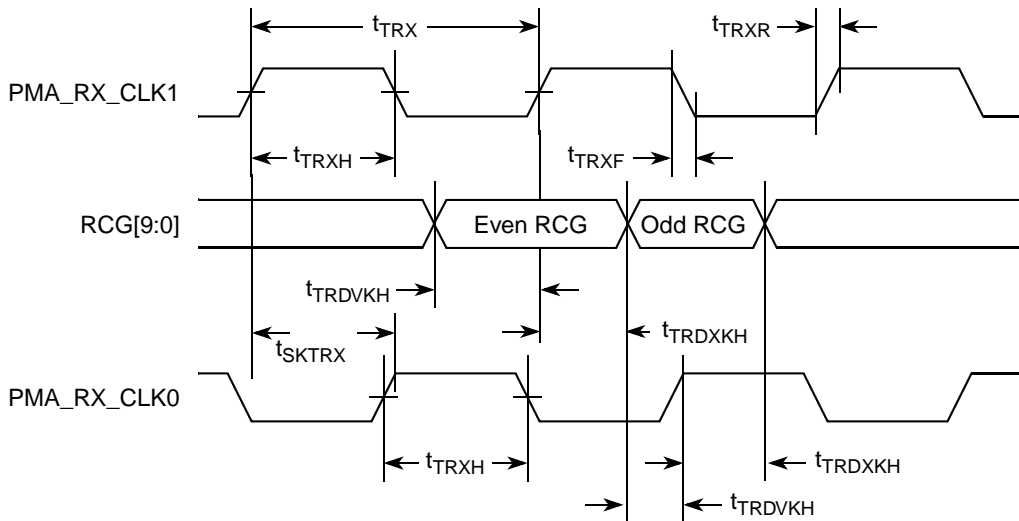 tTRX
tTRXR
PMA_RX_CLK1
tTRXH
tTRXF
RCG[9:0]
Even RCG
Odd RCG
tTRDVKH
tTRDXKH
tSKTRX
PMA_RX_CLK0
tTRXH
tTRDXKH
tTRDVKH